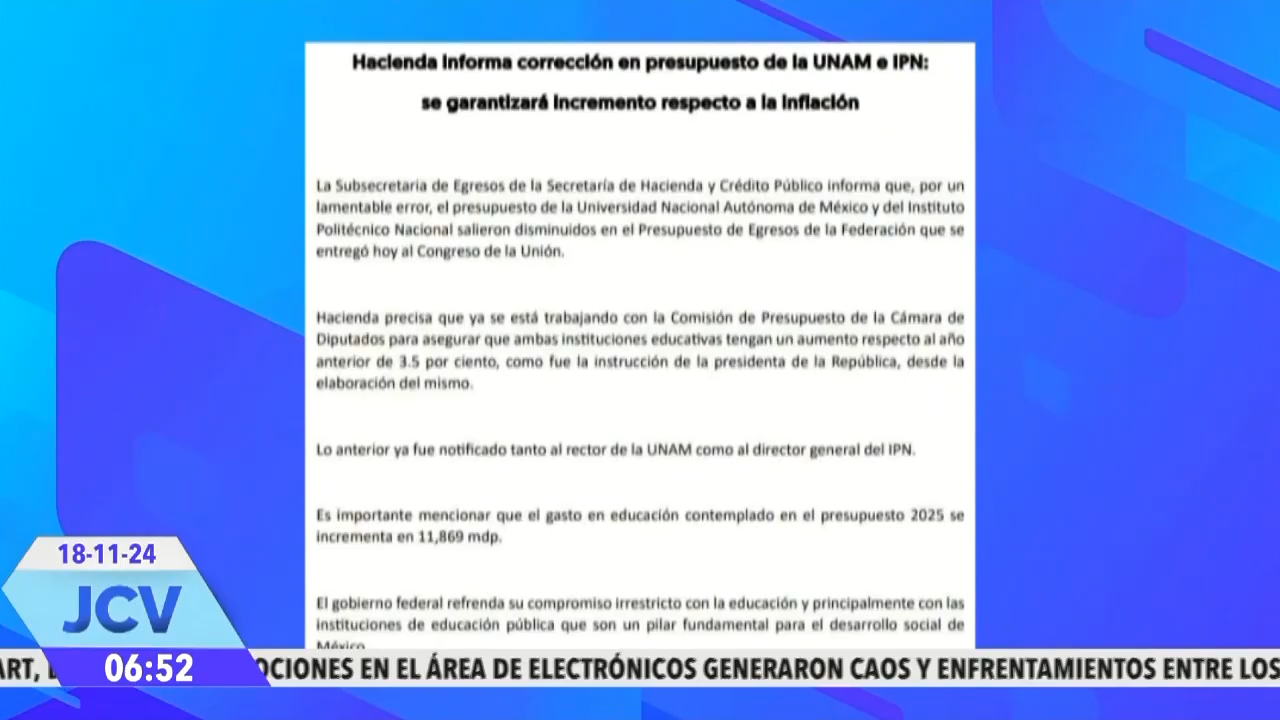 Hacienda informa corrección en presupuesto de la UNAM e IPN:
se garantizará incremento respecto a la inflación
La Subsecretaria de Egresos de la Secretaría de Hacienda y Crédito Público informa que, por un
lamentable error, el presupuesto de la Universidad Nacional Autónoma de México y del Instituto
Politécnico Nacional salieron disminuidos en el Presupuesto de Egresos de la Federación que se
entregó hoy al Congreso de la Unión.
Hacienda precisa que ya se está trabajando con la Comisión de Presupuesto de la Cámara de
Diputados para asegurar que ambas instituciones educativas tengan un aumento respecto al año
anterior de 3.5 por ciento, como fue la instrucción de la presidenta de la República, desde la
elaboración del mismo.
Lo anterior ya fue notificado tanto al rector de la UNAM como al director general del IPN.
Es importante mencionar que el gasto en educación contemplado en el presupuesto 2025 se
incrementa en 11,869 mdp.
El gobierno federal refrenda su compromiso irrestricto con la educación y principalmente con las
instituciones de educación pública que son un pilar fundamental para el desarrollo social de
México
18-11-24
JCV
06:52
ART, OCIONES EN EL ÁREA DE ELECTRÓNICOS GENERARON CAOS Y ENFRENTAMIENTOS ENTRE LOS